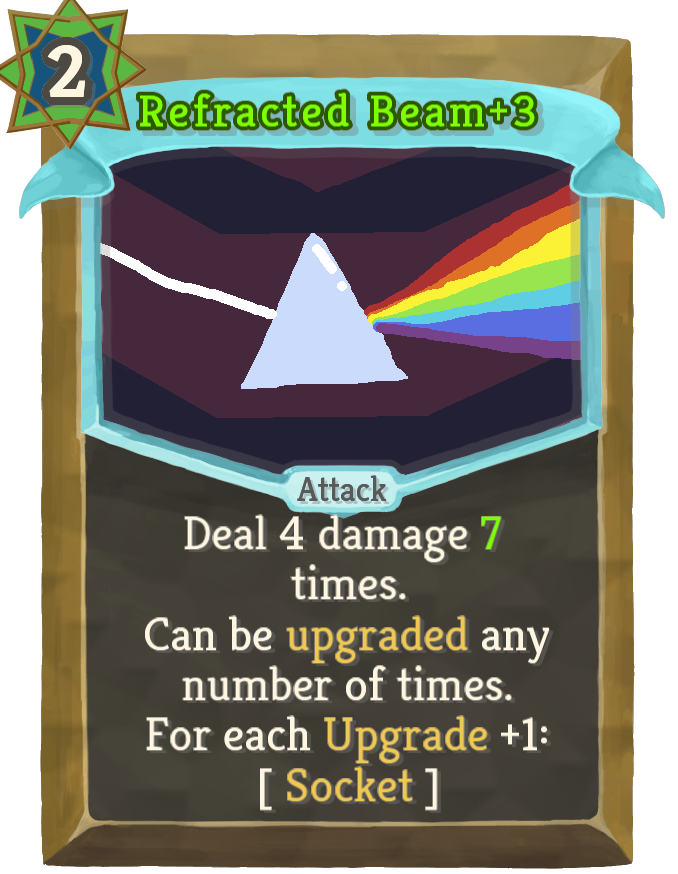 2
Refracted Beam+3
Attack
Deal 4 damage 7
times.
Can be upgraded any
number of times.
For each Upgrade +1:
[ Socket ]